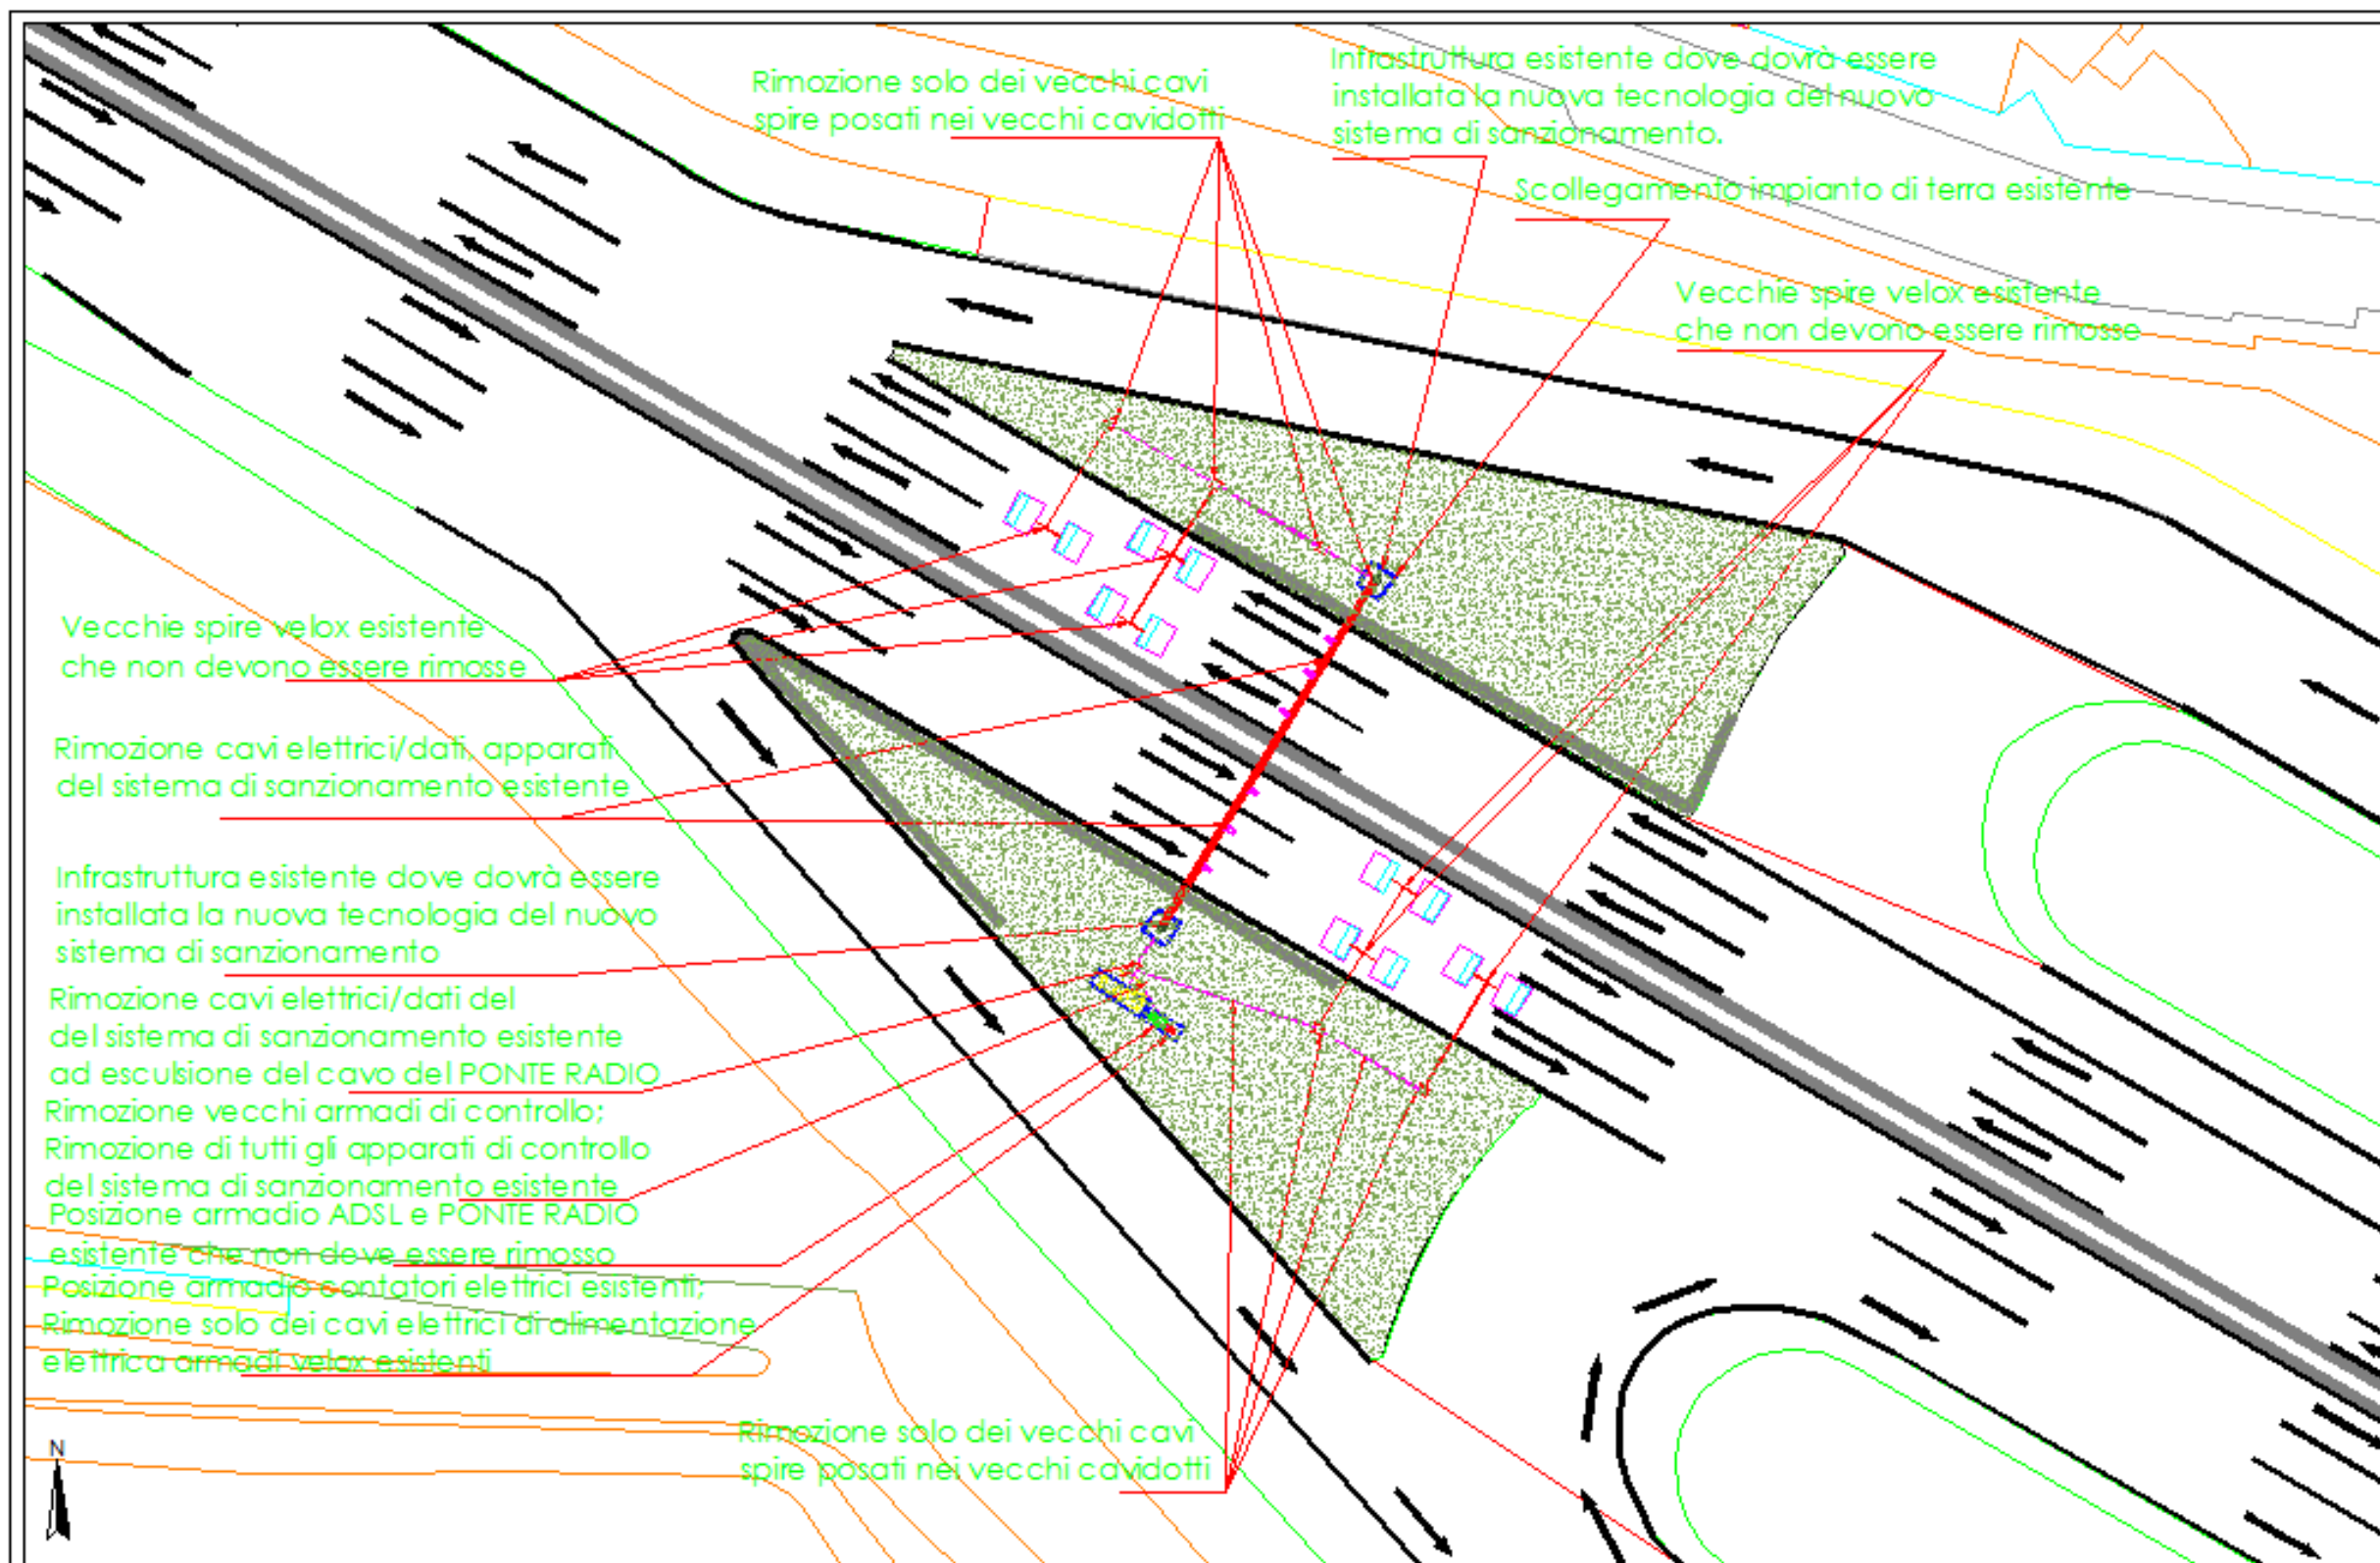 Rimozione solo dei vecchi cavi
spire posati nei vecchi cavidotti
Infrastruttura esistente dove dovrà essere
installata la nuova tecnologia del nuovo
sistema di sanzionamento.
Scollegamento impianto di terra esistente
Vecchie spire velox esistente
che non devono essere rimosse
Vecchie spire velox esistente
che non devono essere rimosse
Rimozione cavi elettrici/dati, apparati
del sistema di sanzionamento esistente
Infrastruttura esistente dove dovrà essere
installata la nuova tecnologia del nuovo
sistema di sanzionamento
Rimozione cavi elettrici/dati del
del sistema di sanzionamento esistente
ad esculsione del cavo del PONTE RADIO
Rimozione vecchi armadi di controllo;
Rimozione di tutti gli apparati di controllo
del sistema di sanzionamento esistente
Posizione armadio ADSL e PONTE RADIO
esistente che non deve essere rimosso
Posizione armadio contatori elettrici esistenti;
Rimozione solo dei cavi elettrici di alimentazione
elettrica armadi velox esistenti
Rimozione solo dei vecchi cavi
spire posati nei vecchi cavidotti
N